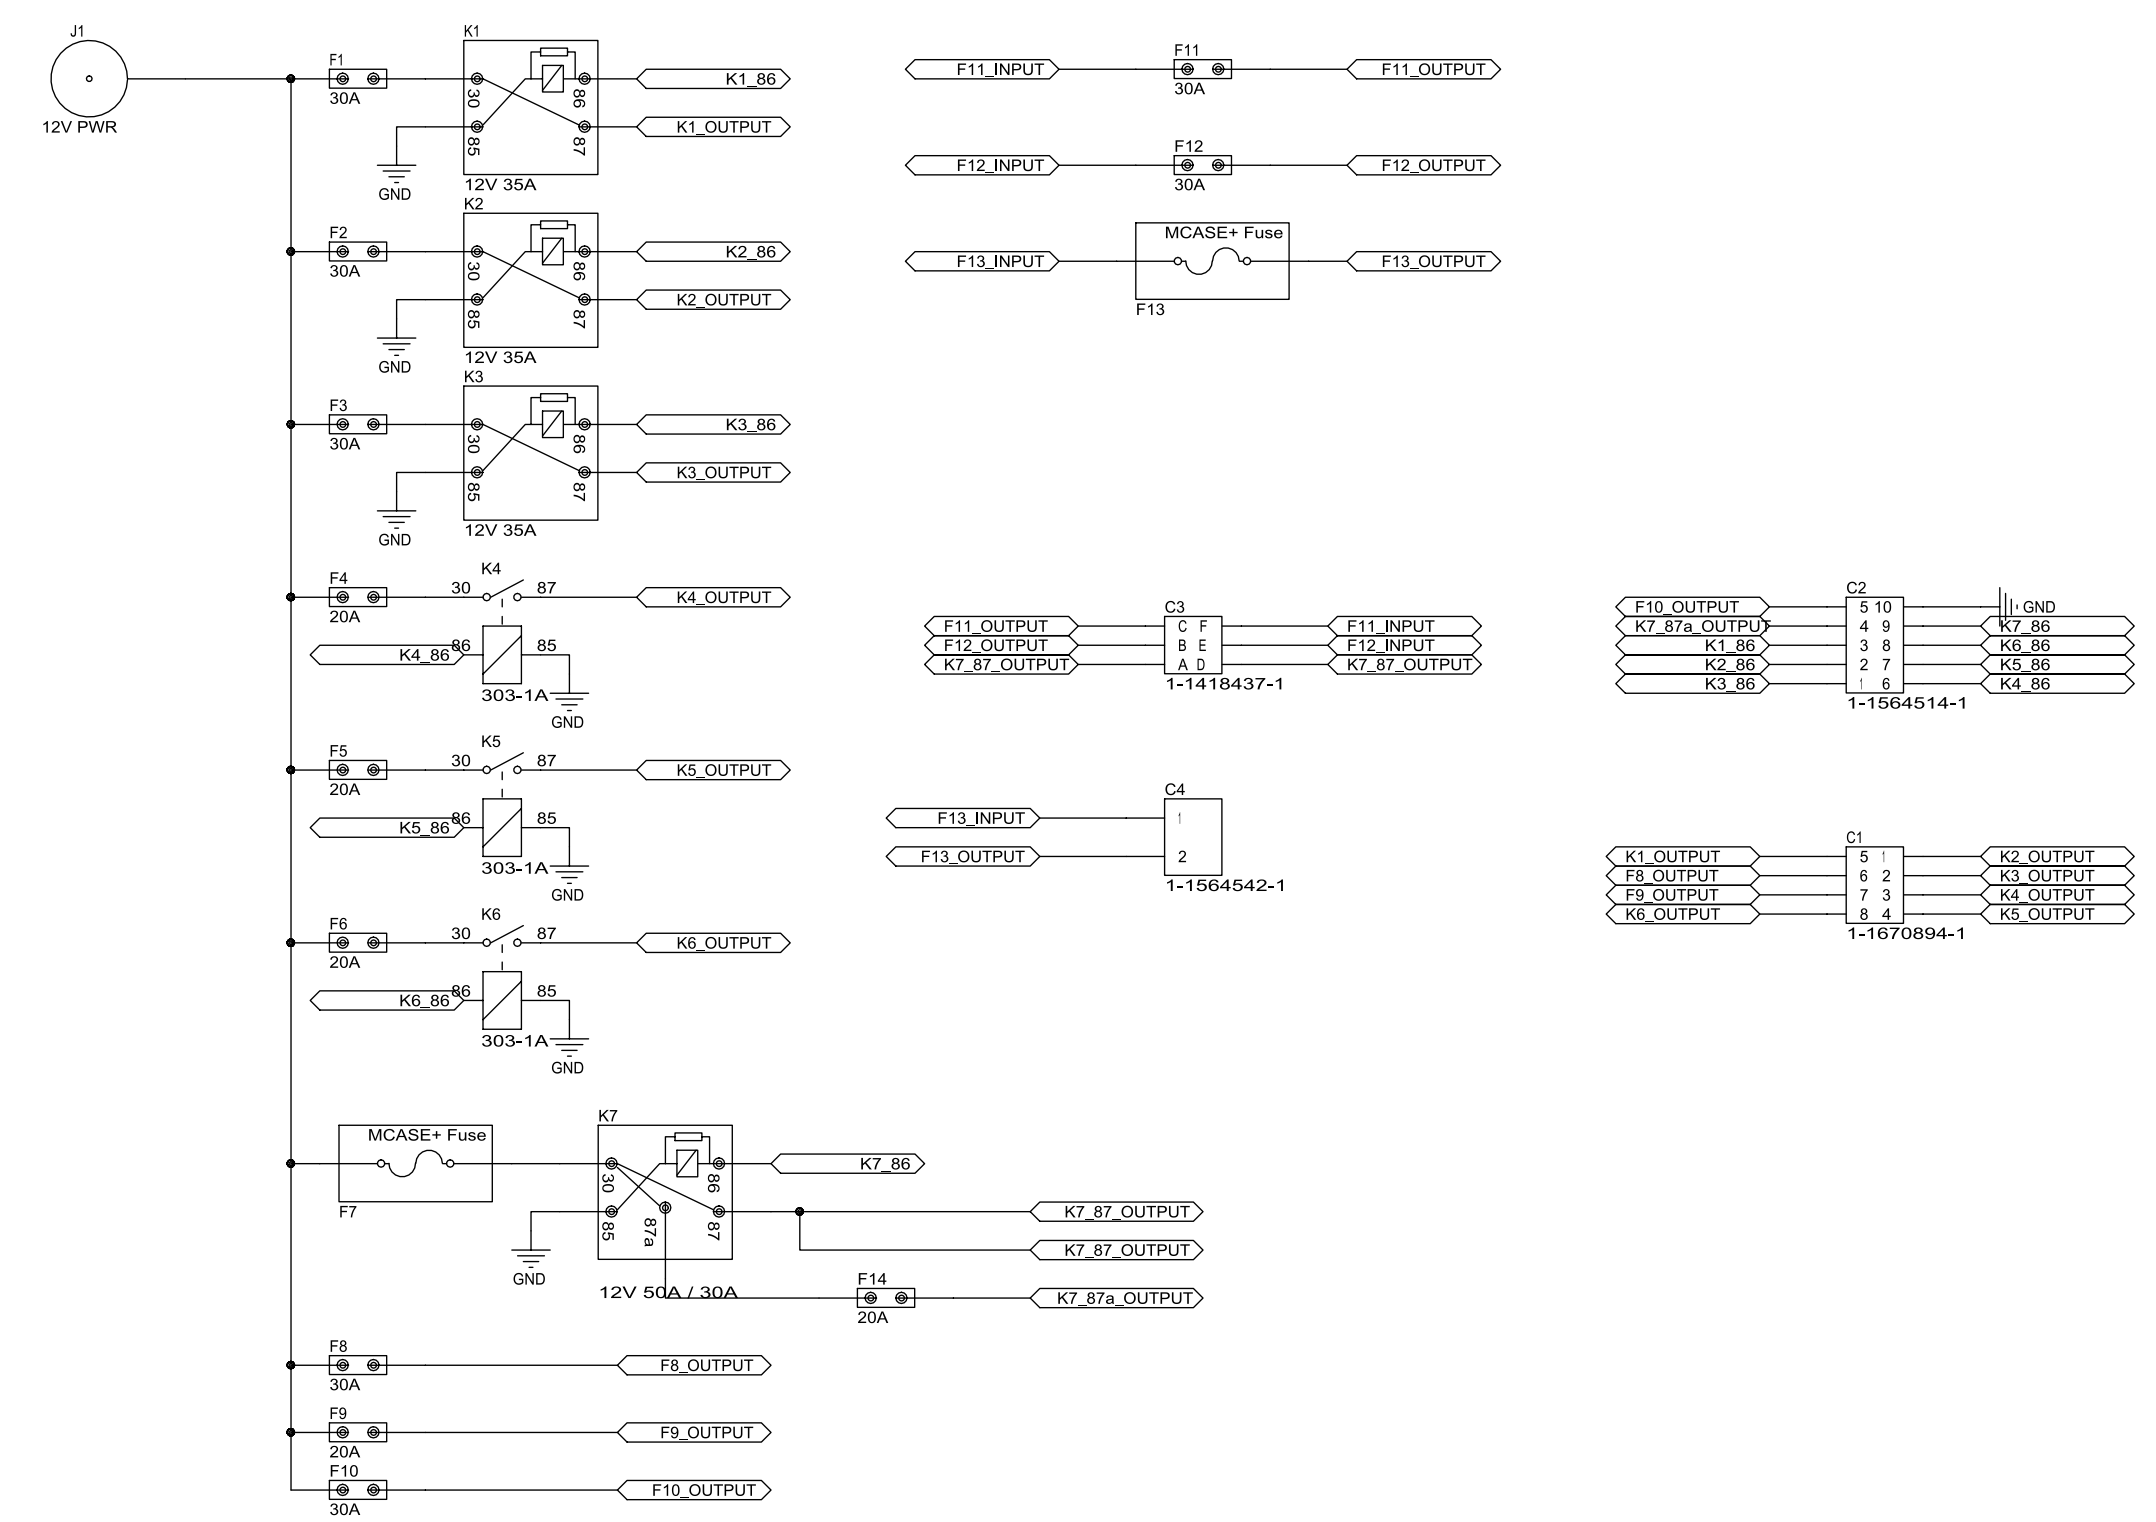 J1
12V PWR
F1
30A
K1
30
86
85
87
K1_86
K1_OUTPUT
GND
12V 35A
F2
30A
K2
30
86
85
87
K2_86
K2_OUTPUT
GND
12V 35A
F3
30A
K3
30
86
85
87
K3_86
K3_OUTPUT
GND
12V 35A
F4
20A
K4
30
87
K4_OUTPUT
K4_86
86
85
303-1A
GND
F5
20A
K5
30
87
K5_OUTPUT
K5_86
86
85
303-1A
GND
F6
20A
K6
30
87
K6_OUTPUT
K6_86
86
85
303-1A
GND
MCASE+ Fuse
F7
K7
30
86
85
87a
87
K7_86
K7_87_OUTPUT
K7_87_OUTPUT
GND
12V 50A / 30A
F14
20A
K7_87a_OUTPUT
F8
30A
F8_OUTPUT
F9
20A
F9_OUTPUT
F10
30A
F10_OUTPUT
F11_INPUT
F11
30A
F11_OUTPUT
F12_INPUT
F12
30A
F12_OUTPUT
F13_INPUT
MCASE+ Fuse
F13
F13_OUTPUT
C3
F11_OUTPUT C F F11_INPUT
F12_OUTPUT B E F12_INPUT
K7_87_OUTPUT A D K7_87_OUTPUT
1-1418437-1
C4
F13_INPUT 1
F13_OUTPUT 2
1-1564542-1
C2
F10_OUTPUT 5 10 GND
K7_87a_OUTPUT 4 9 K7_86
K1_86 3 8 K6_86
K2_86 2 7 K5_86
K3_86 1 6 K4_86
1-1564514-1
C1
K1_OUTPUT 5 1 K2_OUTPUT
F8_OUTPUT 6 2 K3_OUTPUT
F9_OUTPUT 7 3 K4_OUTPUT
K6_OUTPUT 8 4 K5_OUTPUT
1-1670894-1